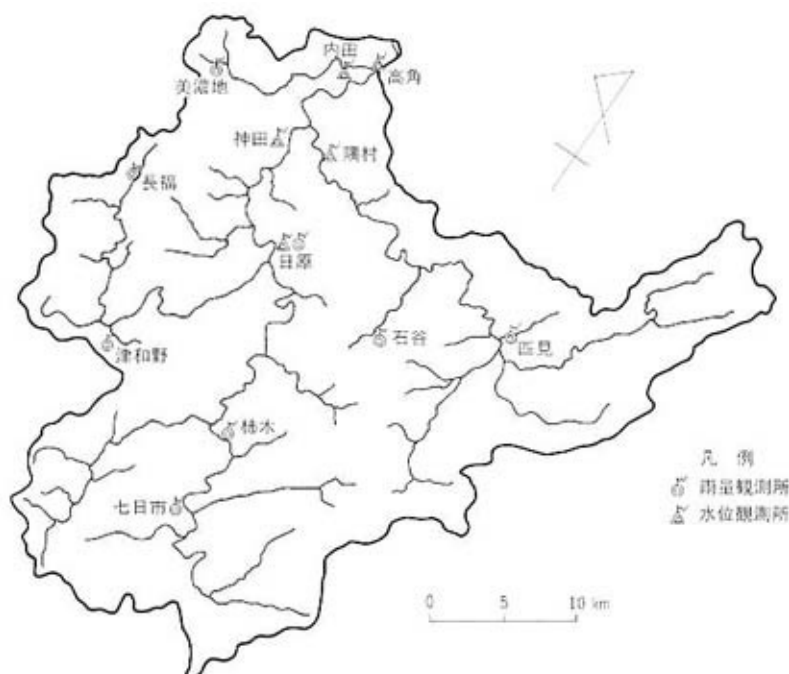 内田
美濃地
高角
神田
隅村
長福
日原
石谷
匹見
津和野
柿木
七日市
凡 例
雨量観測所
水位観測所
0 5 10 km